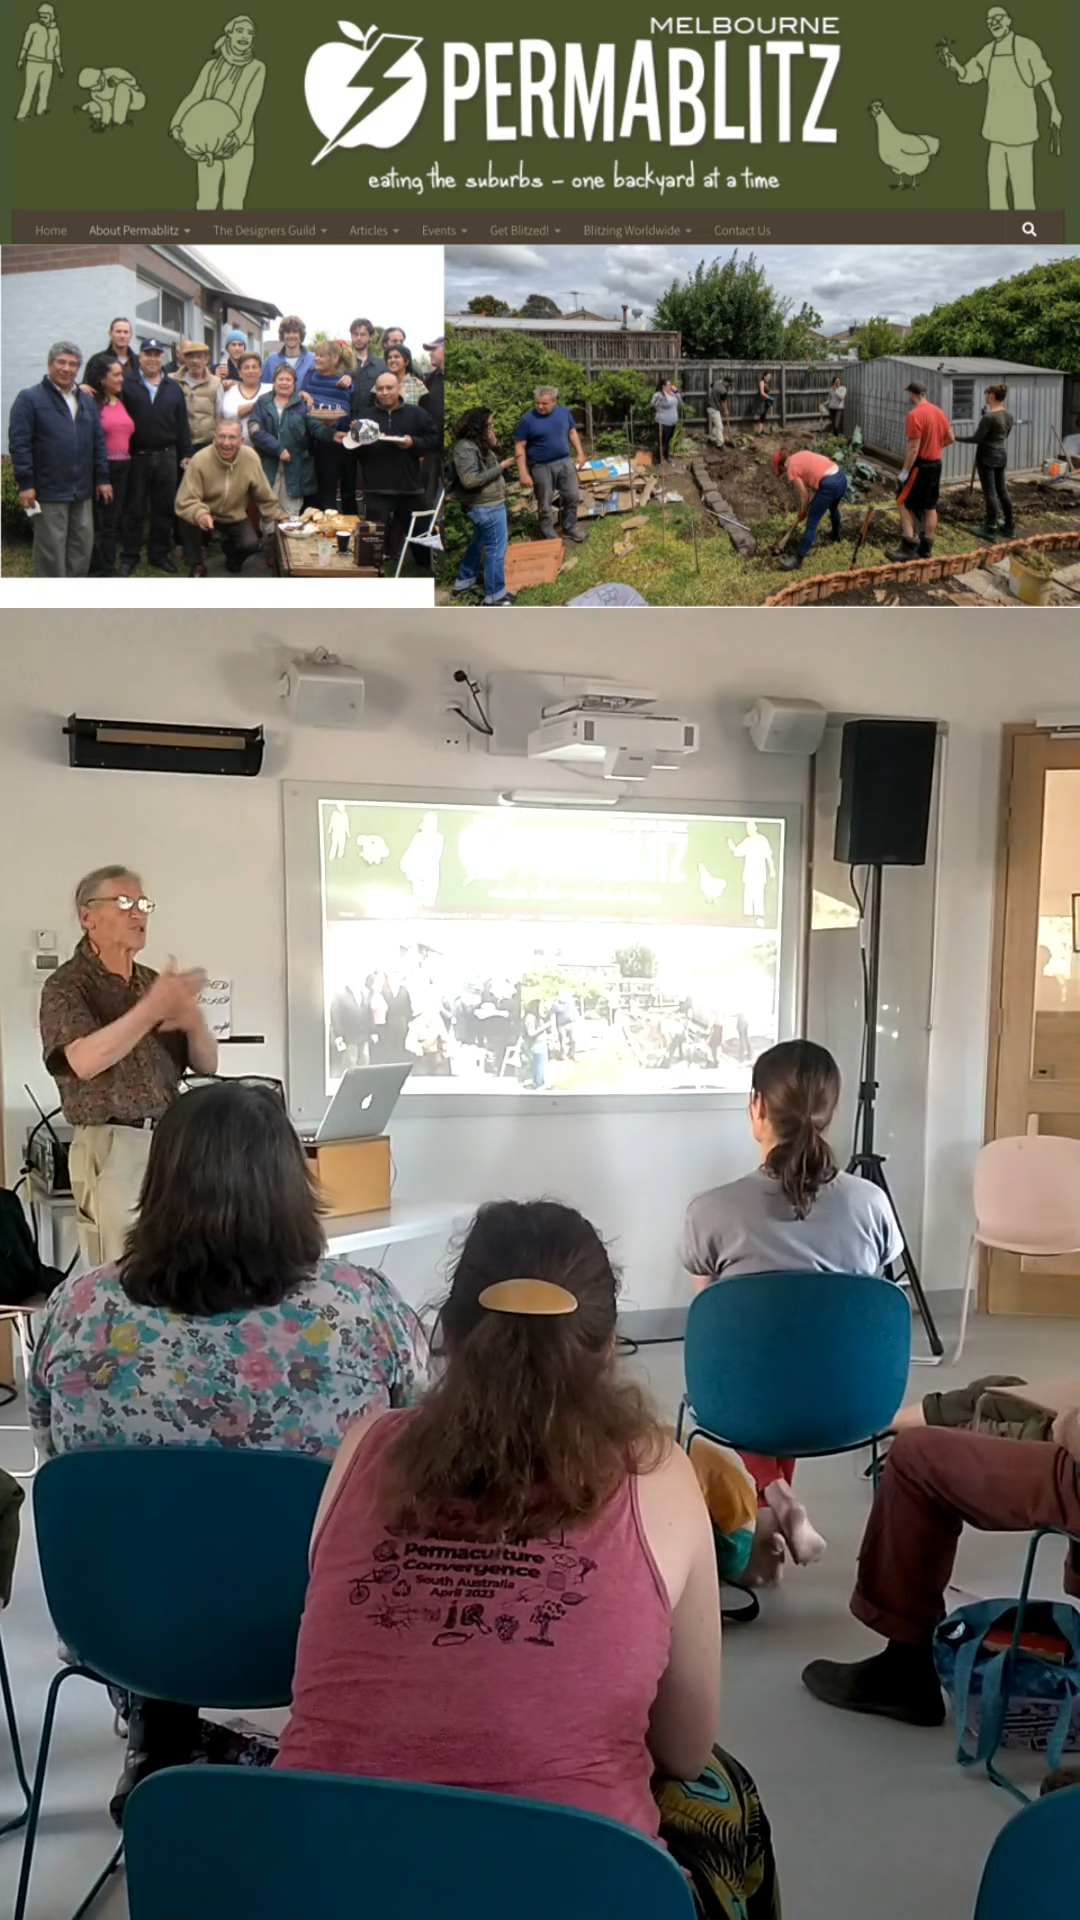 MELBOURNE
PERMABLITZ
eating the suburbs – one backyard at a time
Home About Permablitz The Designers Guild Articles Events Get Blitzed! Blitzing Worldwide Contact Us
Permaculture
Convergence
South Australia
April 2023